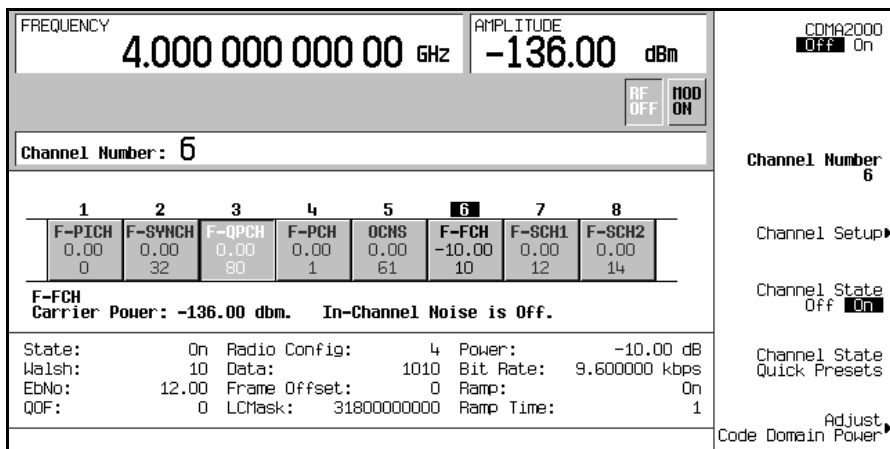 FREQUENCY
4.000 000 000 00 GHz
AMPLITUDE
-136.00 dBm
RF OFF
MOD ON
Channel Number: 6
1 2 3 4 5 6 7 8
F-PICH F-SYNCH F-QPCH F-PCH OCNS F-FCH F-SCH1 F-SCH2
0.00 0.00 0.00 0.00 0.00 -10.00 0.00 0.00
0 32 80 1 61 10 12 14
F-FCH
Carrier Power: -136.00 dbm. In-Channel Noise is Off.
State: On Radio Config: 4 Power: -10.00 dB
Walsh: 10 Data: 1010 Bit Rate: 9.600000 kbps
EbNo: 12.00 Frame Offset: 0 Ramp: On
QOF: 0 LCMask: 31800000000 Ramp Time: 1
CDMA2000
Off On
Channel Number
6
Channel Setup
Channel State
Off On
Channel State
Quick Presets
Adjust
Code Domain Power